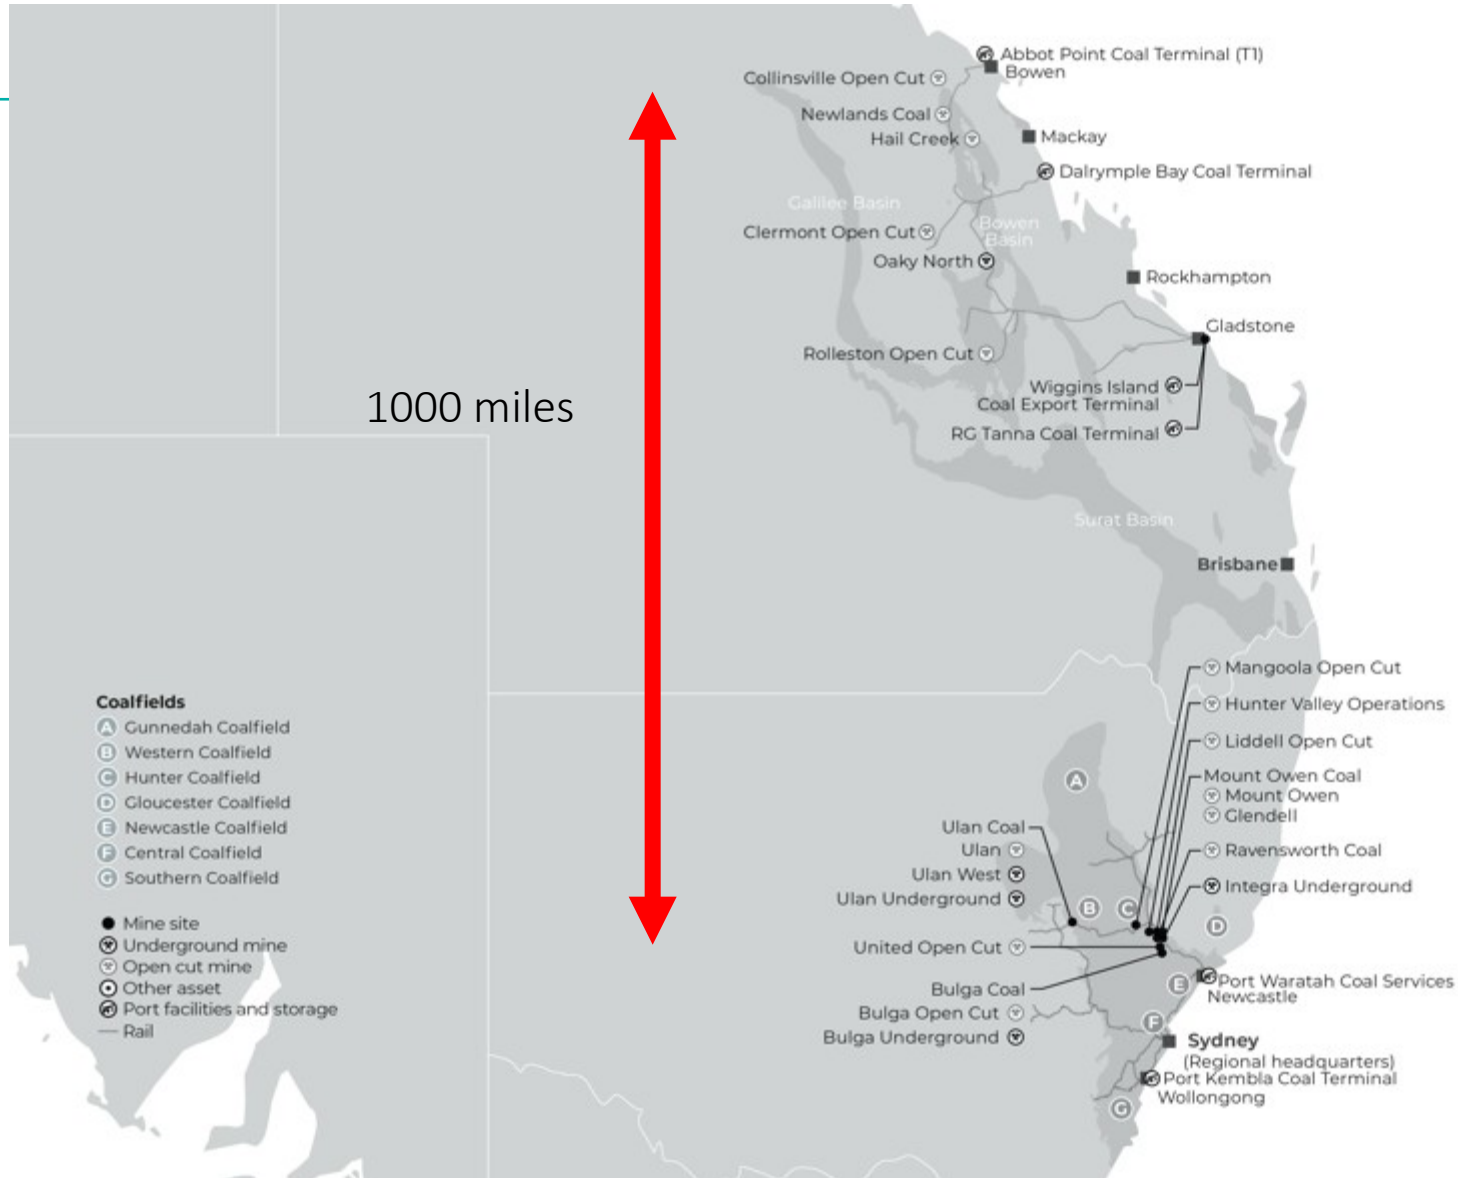 Abbot Point Coal Terminal (T1)
Bowen
Collinsville Open Cut
Newlands Coal
Hail Creek
Mackay
Dalrymple Bay Coal Terminal
Galilee Basin
Bowen
Basin
Clermont Open Cut
Oaky North
Rockhampton
Gladstone
Rolleston Open Cut
Wiggins Island
Coal Export Terminal
RG Tanna Coal Terminal
1000 miles
Surat Basin
Brisbane
Mangoola Open Cut
Hunter Valley Operations
Liddell Open Cut
Mount Owen Coal
Mount Owen
Glendell
Ravensworth Coal
Integra Underground
A
Ulan Coal
Ulan
Ulan West
Ulan Underground
B
C
D
United Open Cut
Bulga Coal
Bulga Open Cut
Bulga Underground
E
Port Waratah Coal Services
Newcastle
F
Sydney
(Regional headquarters)
Port Kembla Coal Terminal
Wollongong
G
Coalfields
A Gunnedah Coalfield
B Western Coalfield
C Hunter Coalfield
D Gloucester Coalfield
E Newcastle Coalfield
F Central Coalfield
G Southern Coalfield
Mine site
Underground mine
Open cut mine
Other asset
Port facilities and storage
Rail